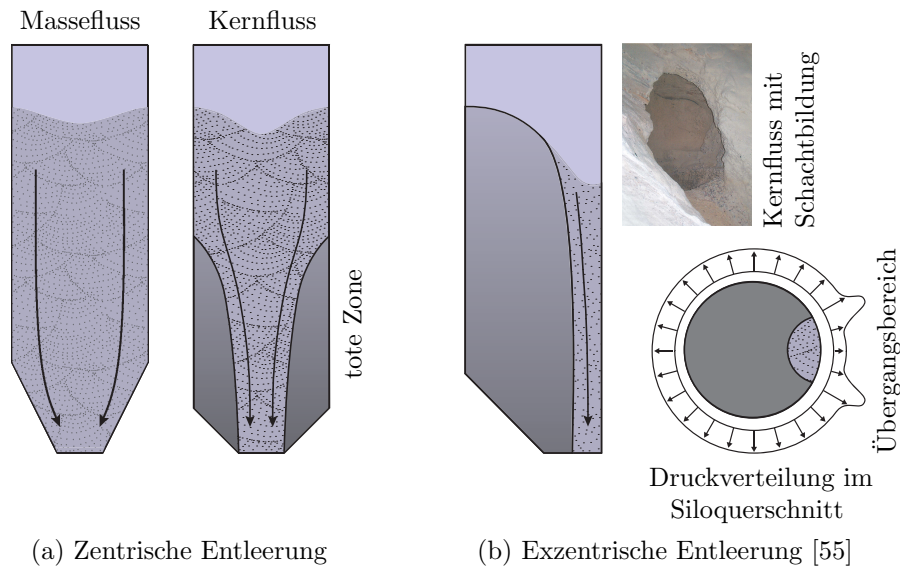 Massefluss
Kernfluss
tote Zone
Kernfluss mit
Schachtbildung
Übergangsbereich
Druckverteilung im
Siloquerschnitt
(a) Zentrische Entleerung
(b) Exzentrische Entleerung [55]